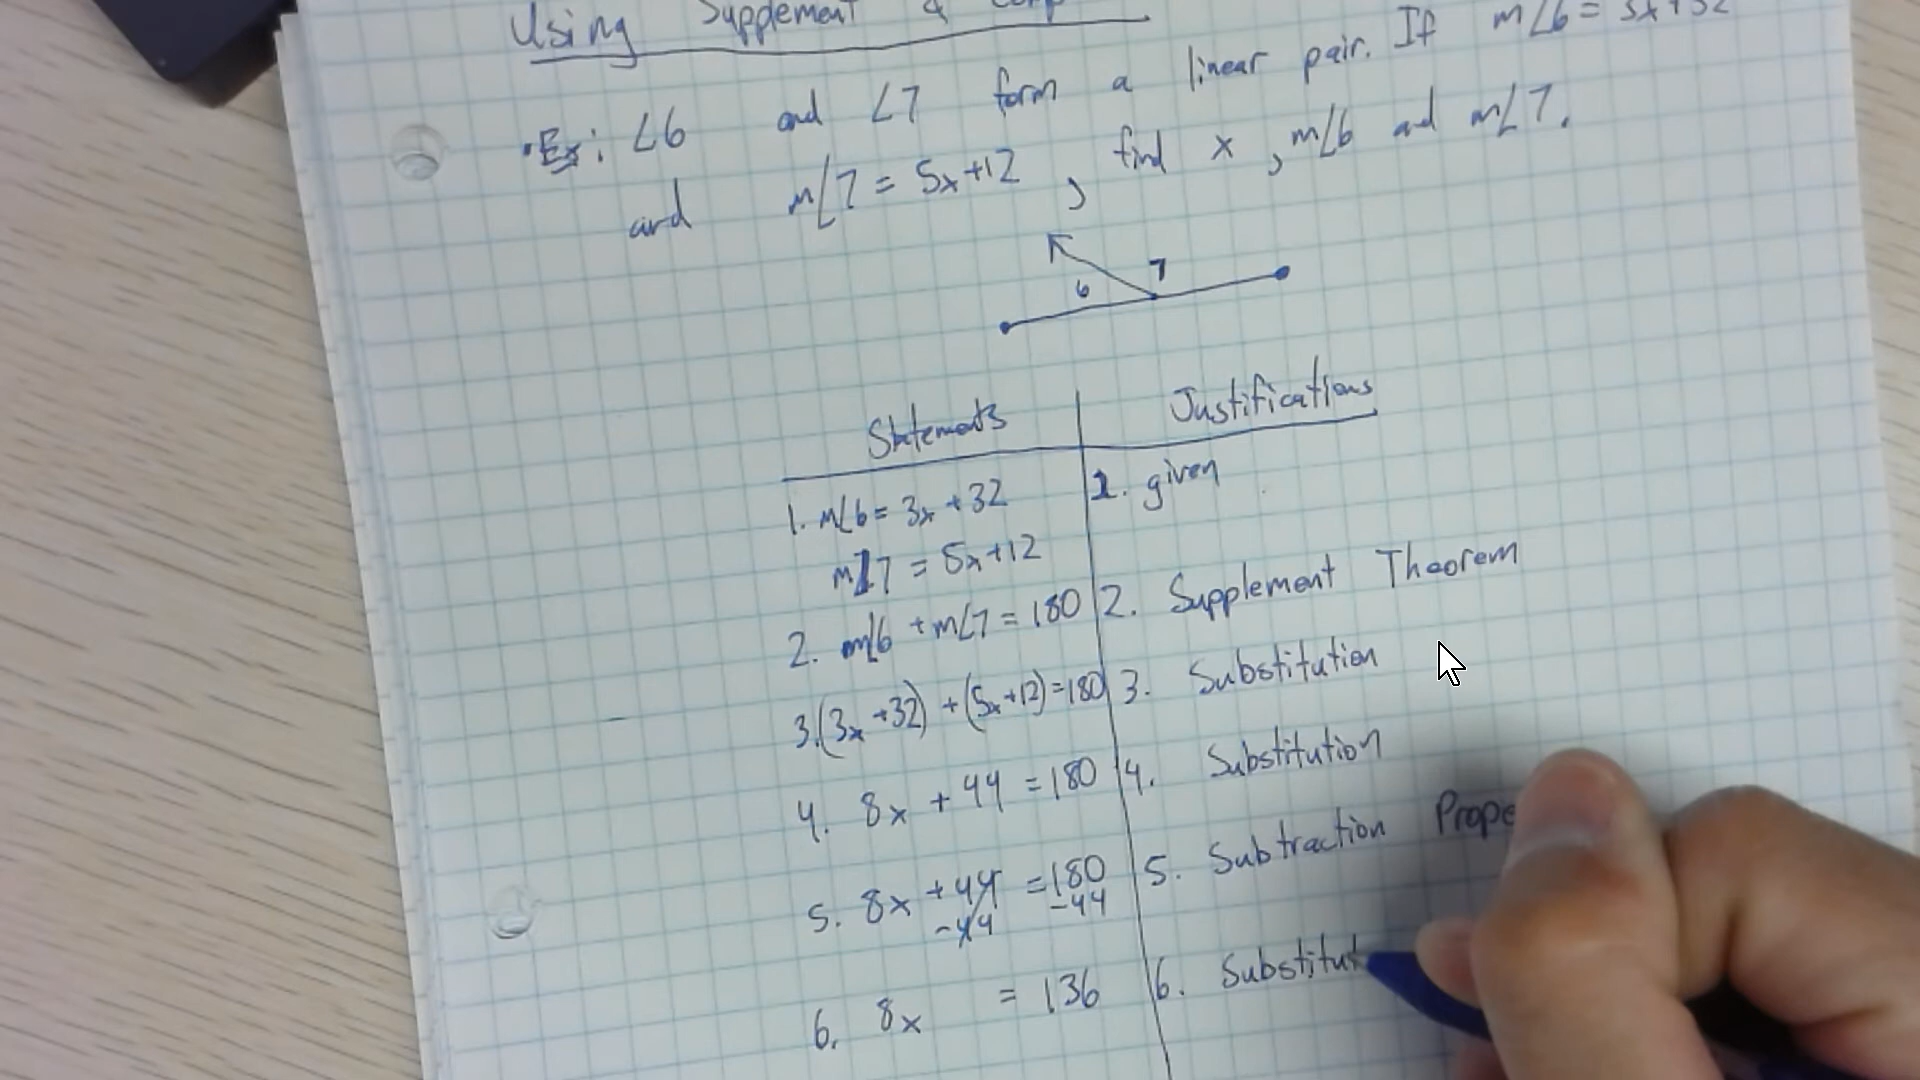 Using Supplement &
•Ex: ∠6 and ∠7 form a linear pair. If m∠6 = 3x+32
and m∠7 = 5x+12, find x, m∠6 and m∠7.
6 7
Statements Justifications
1. m∠6 = 3x + 32 1. given
m∠7 = 5x+12
2. m∠6 + m∠7 = 180 2. Supplement Theorem
3. (3x + 32) + (5x + 12) = 180 3. Substitution
4. 8x + 44 = 180 4. Substitution
5. 8x + 44 = 180 5. Subtraction Prope
-44 -44
6. 8x = 136 6. Substitut